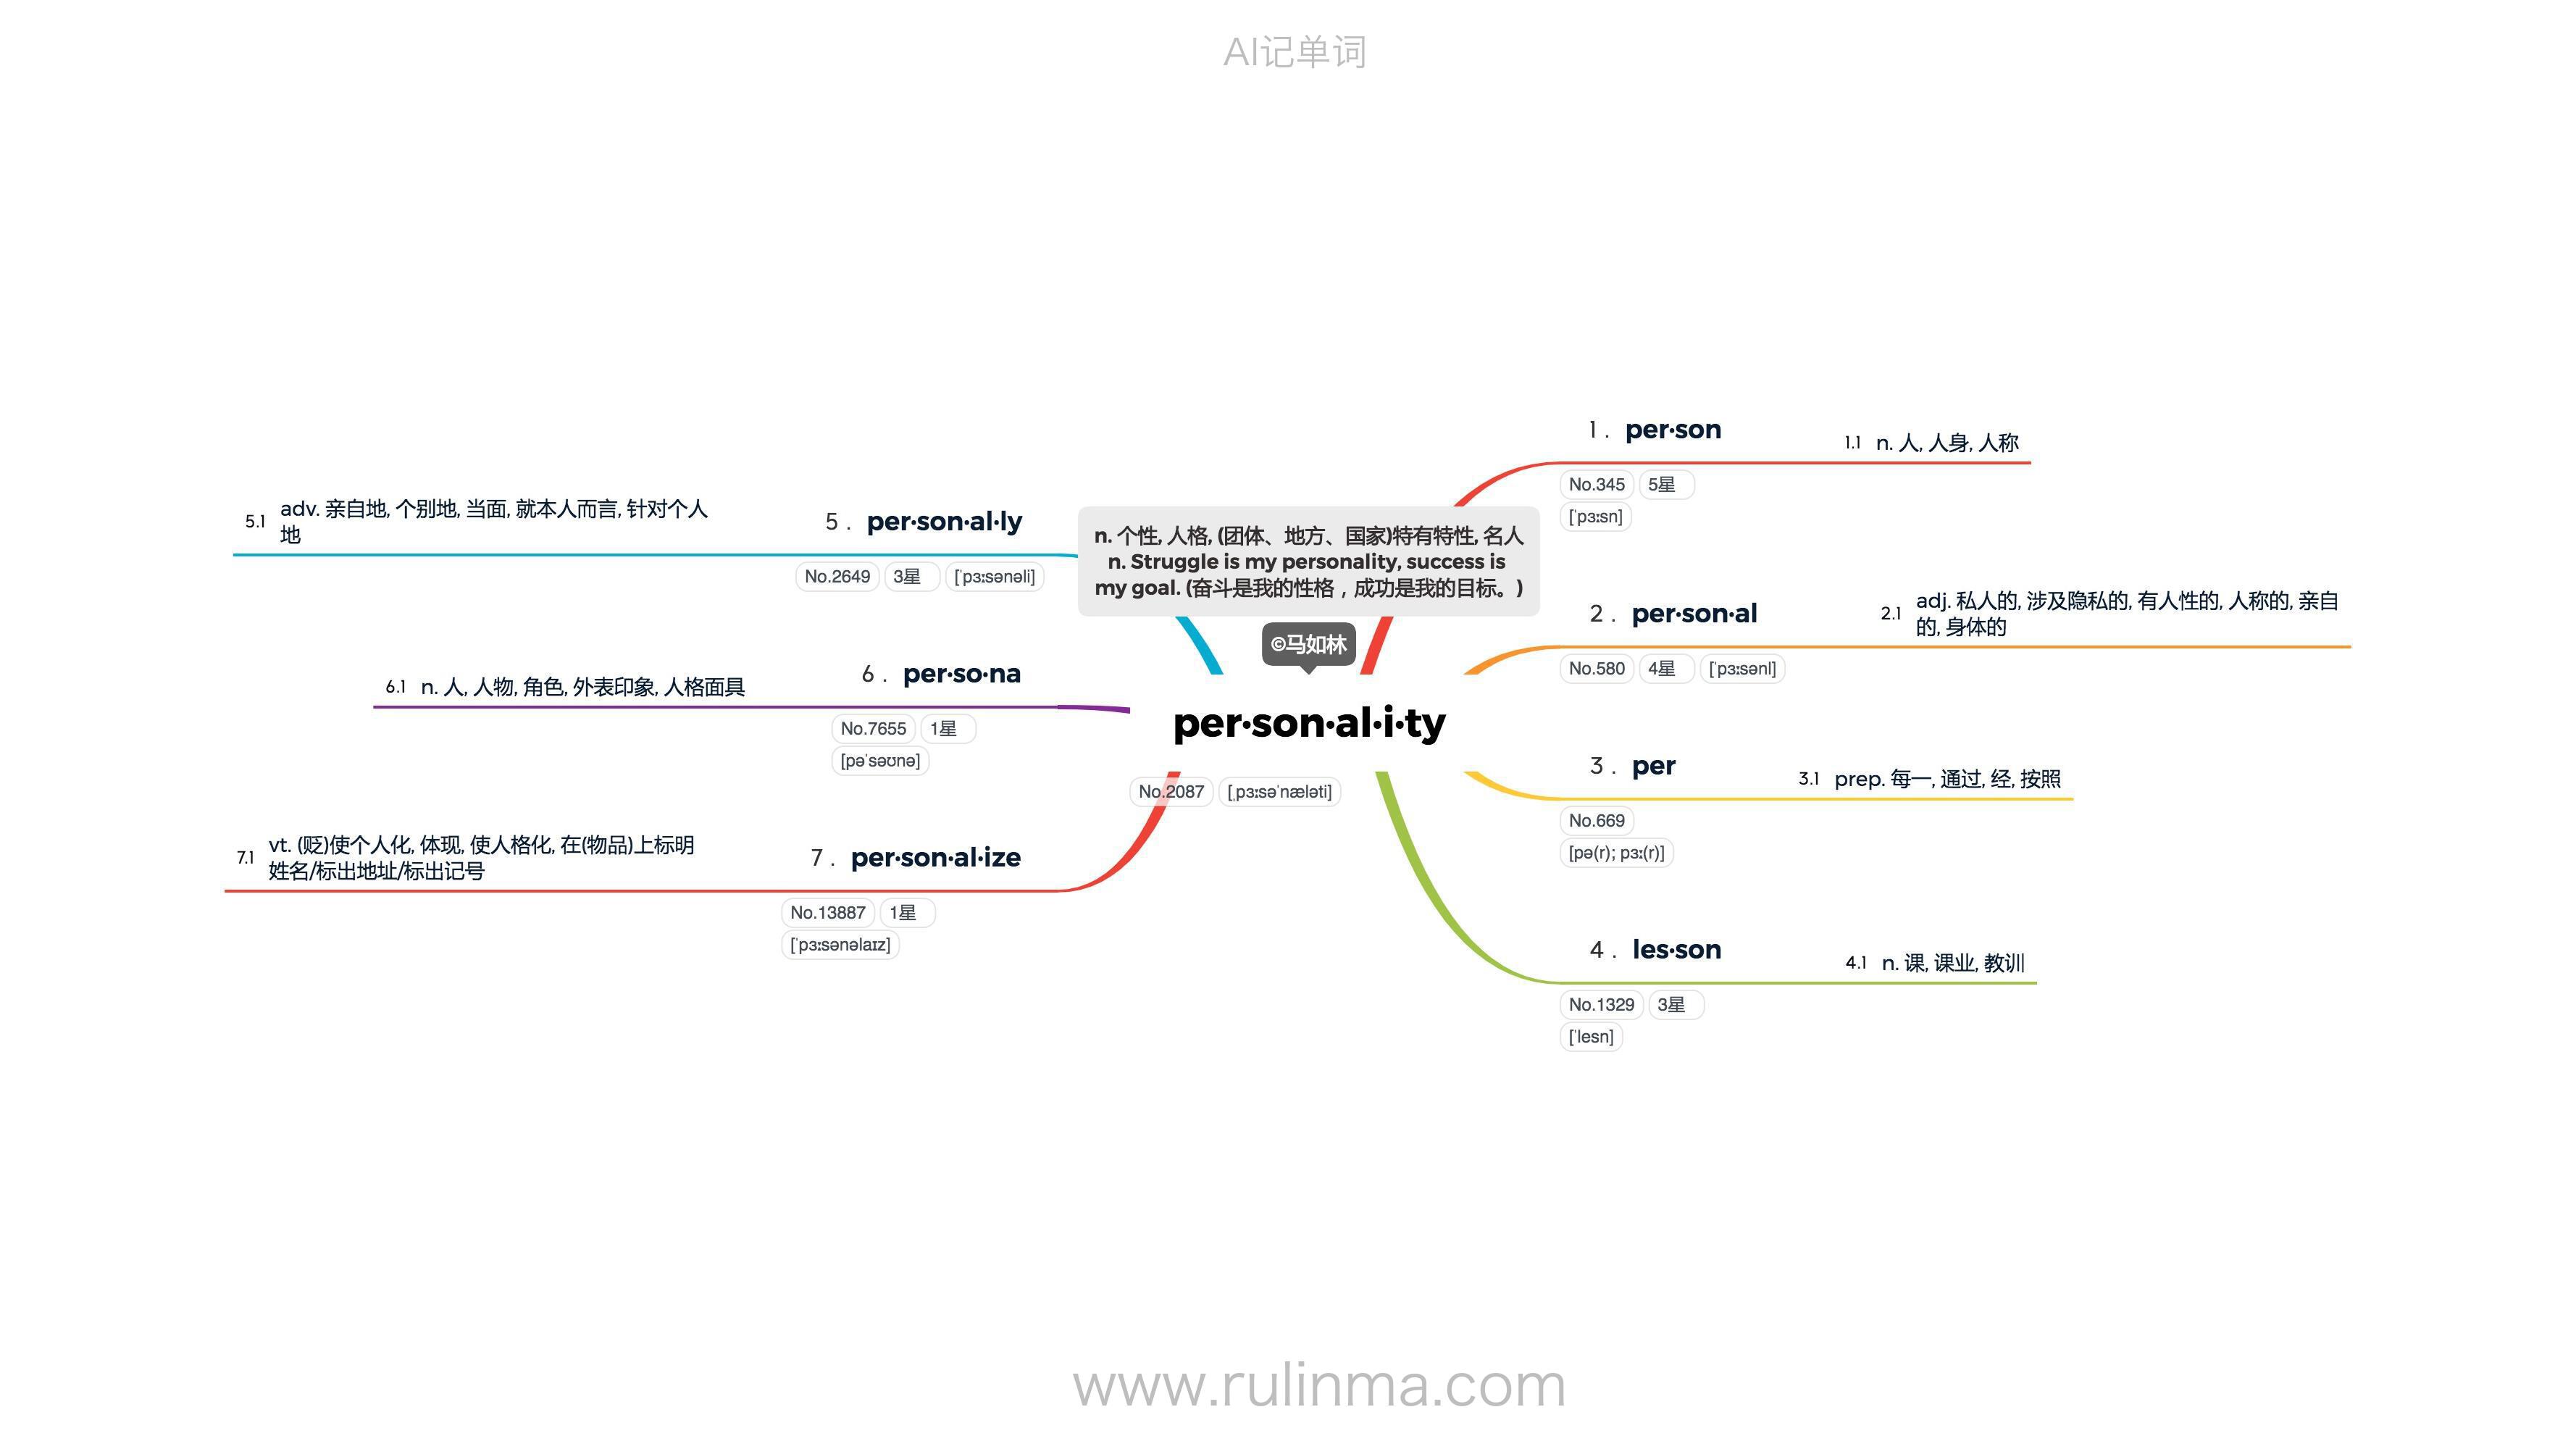 AI记单词
n. 个性, 人格, (团体、地方、国家)特有特性, 名人
n. Struggle is my personality, success is
my goal. (奋斗是我的性格，成功是我的目标。)
©马如林
per·son·al·i·ty
No.2087 [ˌpɜːsəˈnæləti]
1. per·son
No.345 5星
[ˈpɜːsn]
1.1 n. 人, 人身, 人称
2. per·son·al
No.580 4星 [ˈpɜːsənl]
2.1 adj. 私人的, 涉及隐私的, 有人性的, 人称的, 亲自
的, 身体的
3. per
No.669
[pə(r); pɜː(r)]
3.1 prep. 每一, 通过, 经, 按照
4. les·son
No.1329 3星
[ˈlesn]
4.1 n. 课, 课业, 教训
5. per·son·al·ly
No.2649 3星 [ˈpɜːsənəli]
5.1 adv. 亲自地, 个别地, 当面, 就本人而言, 针对个人
地
6. per·so·na
No.7655 1星
[pəˈsəʊnə]
6.1 n. 人, 人物, 角色, 外表印象, 人格面具
7. per·son·al·ize
No.13887 1星
[ˈpɜːsənəlaɪz]
7.1 vt. (贬)使个人化, 体现, 使人格化, 在(物品)上标明
姓名/标出地址/标出记号
www.rulinma.com